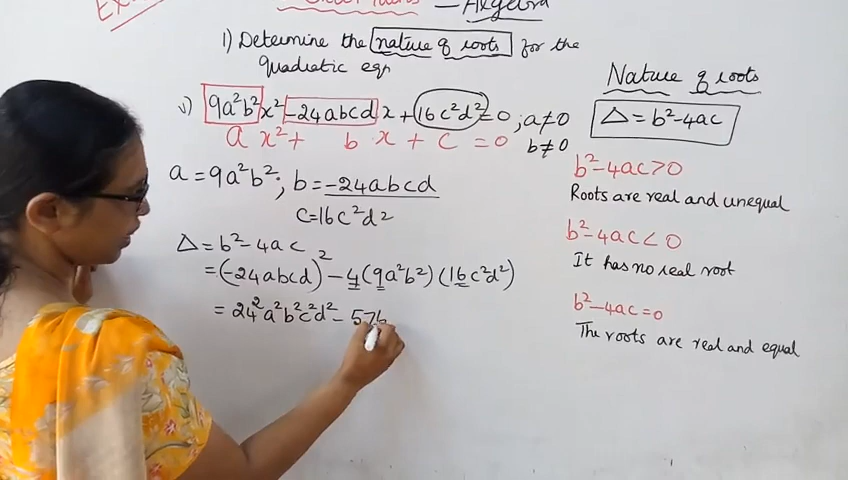 — Algebra
1) Determine the nature of roots for the
Quadratic eqn
v) 9a²b²x² - 24abcd x + 16c²d² = 0 ; a≠0
a x² + b x + c = 0 b≠0
a = 9a²b² ; b = -24abcd
c = 16c²d²
Δ = b² - 4ac
= (-24abcd)² - 4(9a²b²)(16c²d²)
= 24²a²b²c²d² - 576
Nature of roots
Δ = b² - 4ac
b² - 4ac > 0
Roots are real and unequal
b² - 4ac < 0
It has no real root
b² - 4ac = 0
The roots are real and equal